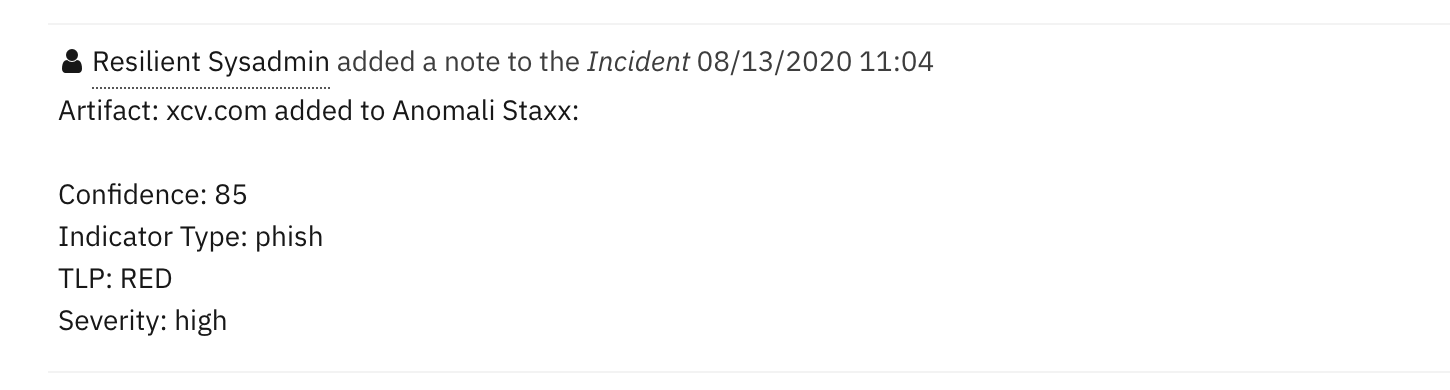 Resilient Sysadmin added a note to the Incident 08/13/2020 11:04
Artifact: xcv.com added to Anomali Staxx:
Confidence: 85
Indicator Type: phish
TLP: RED
Severity: high